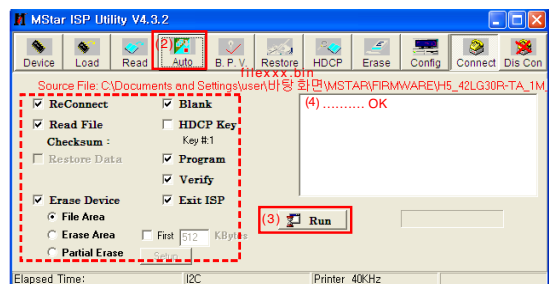 MStar ISP Utility V4.3.2
(2)
Device Load Read Auto B. P. V. Restore HDCP Erase Config Connect Dis Con
filexxx.bin
Source File: C:\Documents and Settings\user\바탕 화면\MSTAR\FIRMWARE\H5_42LG30R-TA_1M_
ReConnect Blank
(4) .......... OK
Read File HDCP Key
Checksum : Key #:1
Restore Data Program
Verify
Erase Device Exit ISP
File Area
(3) Run
Erase Area First 512 KBytes
Partial Erase Setup
Elapsed Time: I2C Printer 40KHz